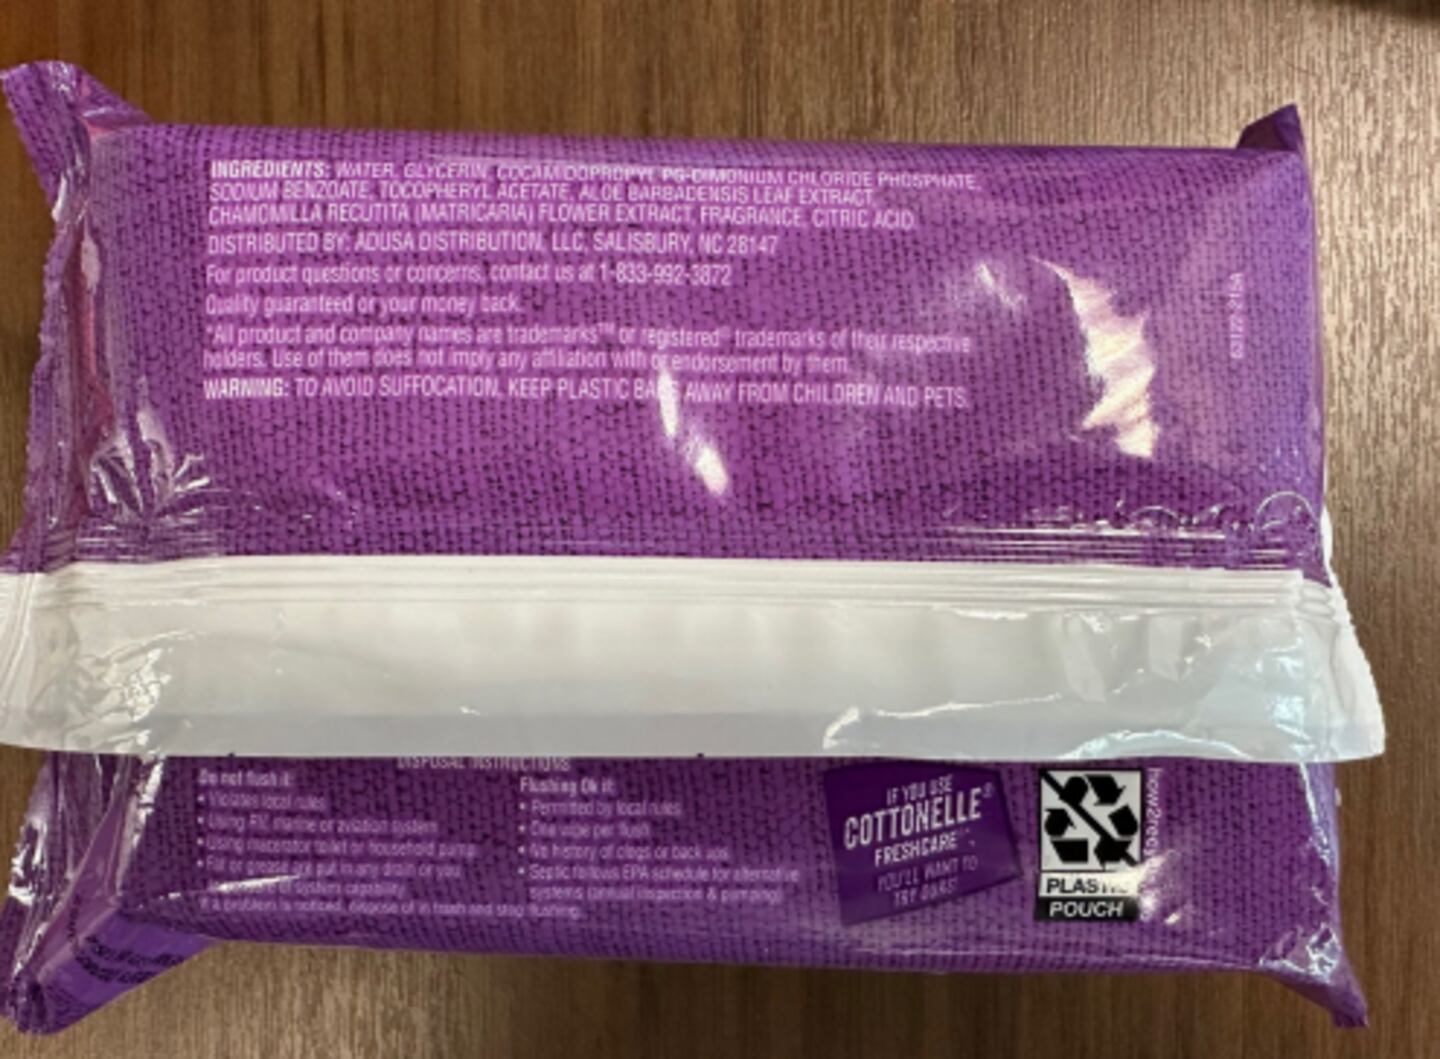 INGREDIENTS: WATER, GLYCERIN, COCAMIDOPROPYL PG-DIMONIUM CHLORIDE PHOSPHATE,
SODIUM BENZOATE, TOCOPHERYL ACETATE, ALOE BARBADENSIS LEAF EXTRACT,
CHAMOMILLA RECUTITA (MATRICARIA) FLOWER EXTRACT, FRAGRANCE, CITRIC ACID.
DISTRIBUTED BY: ADUSA DISTRIBUTION, LLC, SALISBURY, NC 28147
For product questions or concerns, contact us at 1-833-992-3872
Quality guaranteed or your money back.
*All product and company names are trademarks™ or registered® trademarks of their respective
holders. Use of them does not imply any affiliation with or endorsement by them.
WARNING: TO AVOID SUFFOCATION, KEEP PLASTIC BAGS AWAY FROM CHILDREN AND PETS.
DISPOSAL INSTRUCTIONS
Do not flush it:
• Violates local rules
• Using RV, marine or aviation system
• Using macerator toilet or household pump
• Fat or grease are put in any drain or you
of system capability
If a problem is noticed, dispose of in trash and stop flushing.
Flushing Ok if:
• Permitted by local rules
• One wipe per flush
• No history of clogs or back ups
• Septic follows EPA schedule for alternative
systems (annual inspection & pumping)
IF YOU USE
COTTONELLE®
FRESHCARE
YOU'LL WANT TO
TRY OURS!
PLASTIC
POUCH